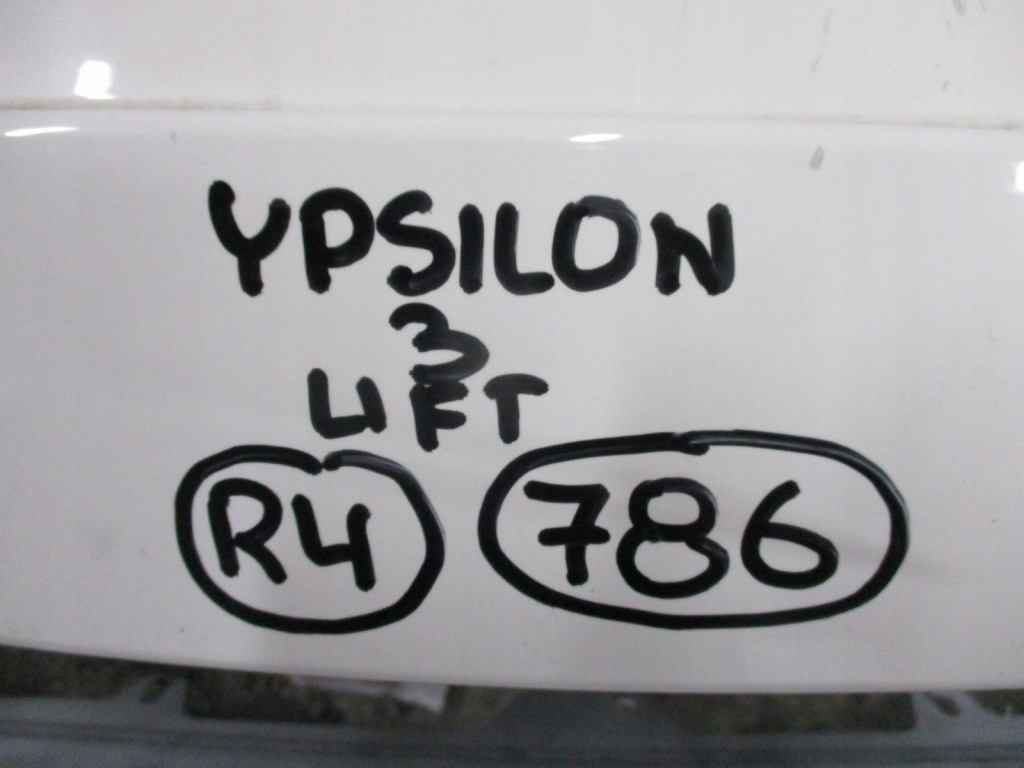 YPSILON
3
LIFT
R4 786